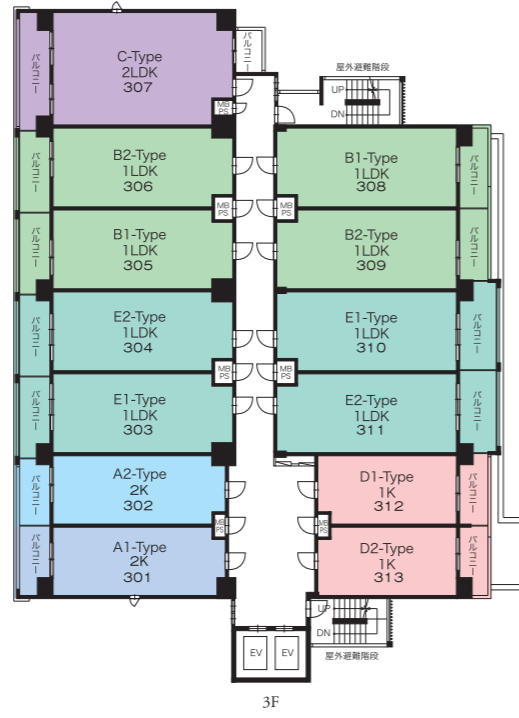 バルコニー
C-Type
2LDK
307
バルコニー
MB
PS
屋外避難階段
UP
DN
バルコニー
B2-Type
1LDK
306
MB
PS
MB
PS
B1-Type
1LDK
308
バルコニー
バルコニー
B1-Type
1LDK
305
B2-Type
1LDK
309
バルコニー
バルコニー
E2-Type
1LDK
304
MB
PS
MB
PS
E1-Type
1LDK
310
バルコニー
バルコニー
E1-Type
1LDK
303
E2-Type
1LDK
311
バルコニー
バルコニー
A2-Type
2K
302
MB
PS
MB
PS
D1-Type
1K
312
バルコニー
バルコニー
A1-Type
2K
301
D2-Type
1K
313
バルコニー
UP
DN
屋外避難階段
EV
EV
3F